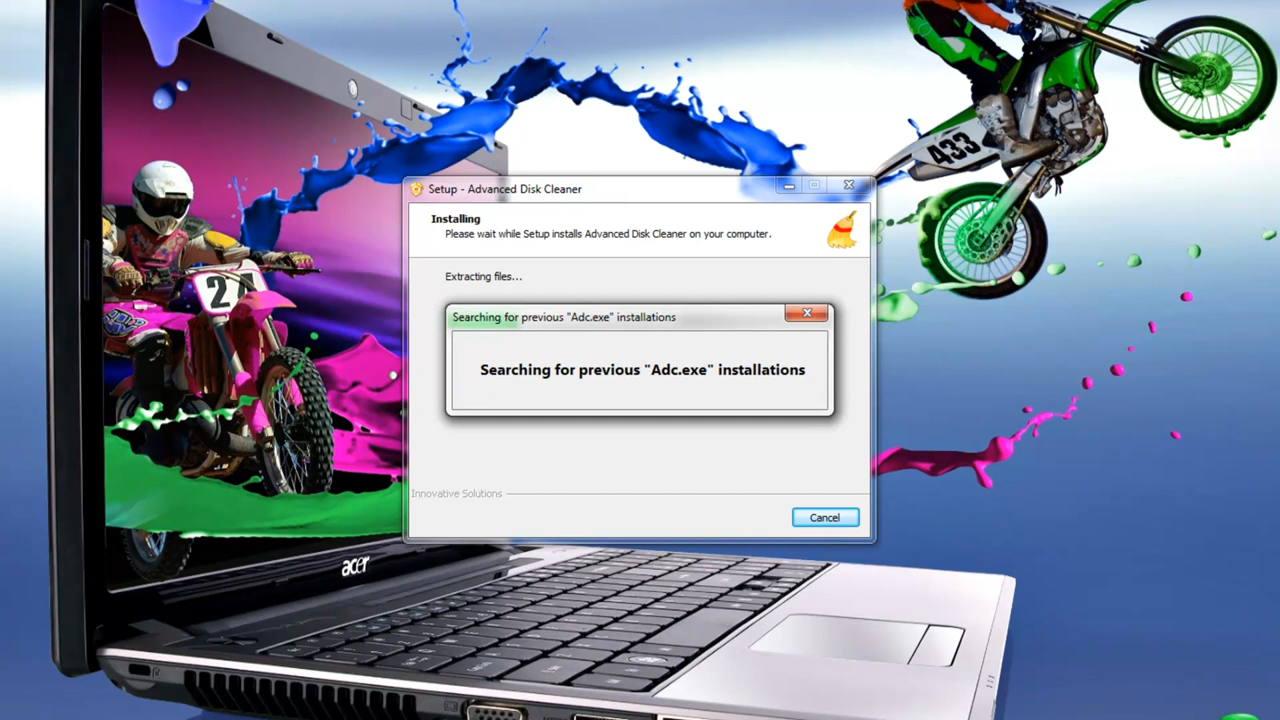 433
Setup - Advanced Disk Cleaner
Installing
Please wait while Setup installs Advanced Disk Cleaner on your computer.
Extracting files...
Searching for previous "Adc.exe" installations
Searching for previous "Adc.exe" installations
Innovative Solutions
Cancel
acer